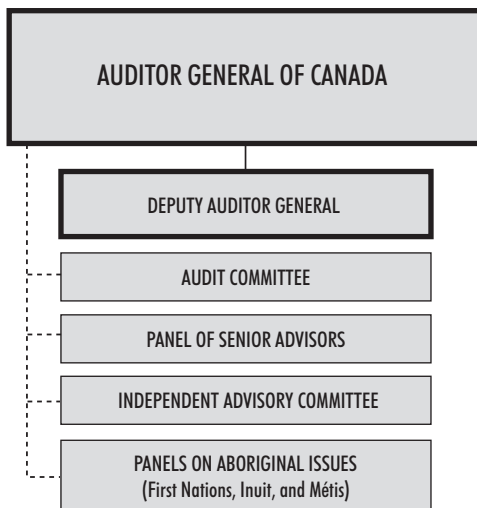 AUDITOR GENERAL OF CANADA
DEPUTY AUDITOR GENERAL
AUDIT COMMITTEE
PANEL OF SENIOR ADVISORS
INDEPENDENT ADVISORY COMMITTEE
PANELS ON ABORIGINAL ISSUES
(First Nations, Inuit, and Métis)